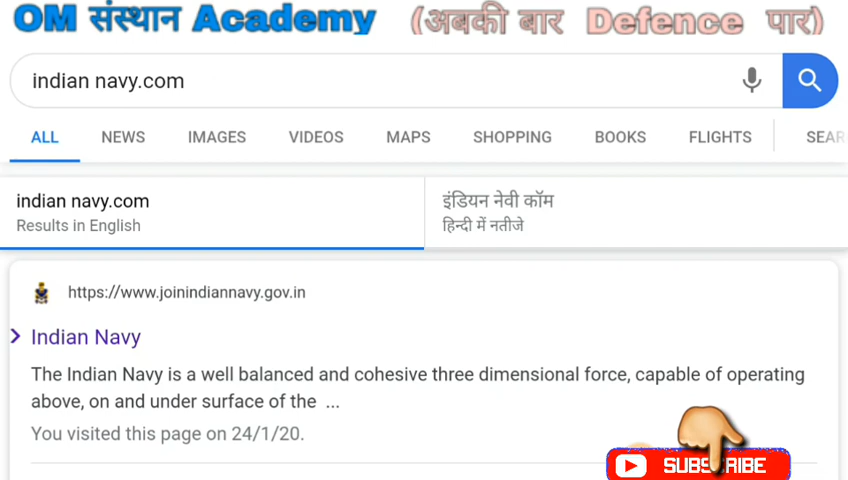 OM संस्थान Academy (अबकी बार Defence पार)
indian navy.com
ALL NEWS IMAGES VIDEOS MAPS SHOPPING BOOKS FLIGHTS SEAR
indian navy.com
Results in English
इंडियन नेवी कॉम
हिन्दी में नतीजे
https://www.joinindiannavy.gov.in
Indian Navy
The Indian Navy is a well balanced and cohesive three dimensional force, capable of operating
above, on and under surface of the ...
You visited this page on 24/1/20.
SUBSCRIBE